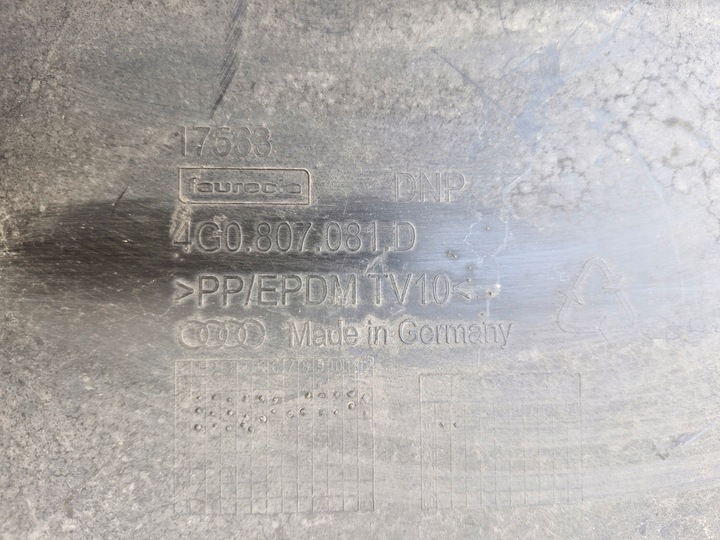 17563
faurecia DNP
4G0.807.081.D
>PP/EPDM TV10<
Made in Germany